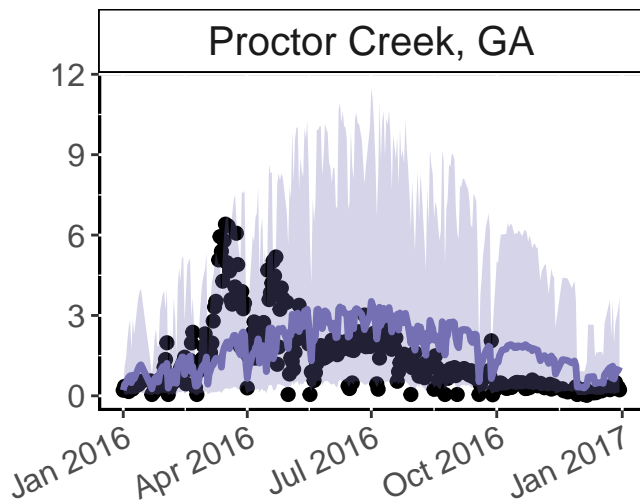 Proctor Creek, GA
12
9
6
3
0
Jan 2016
Apr 2016
Jul 2016
Oct 2016
Jan 2017